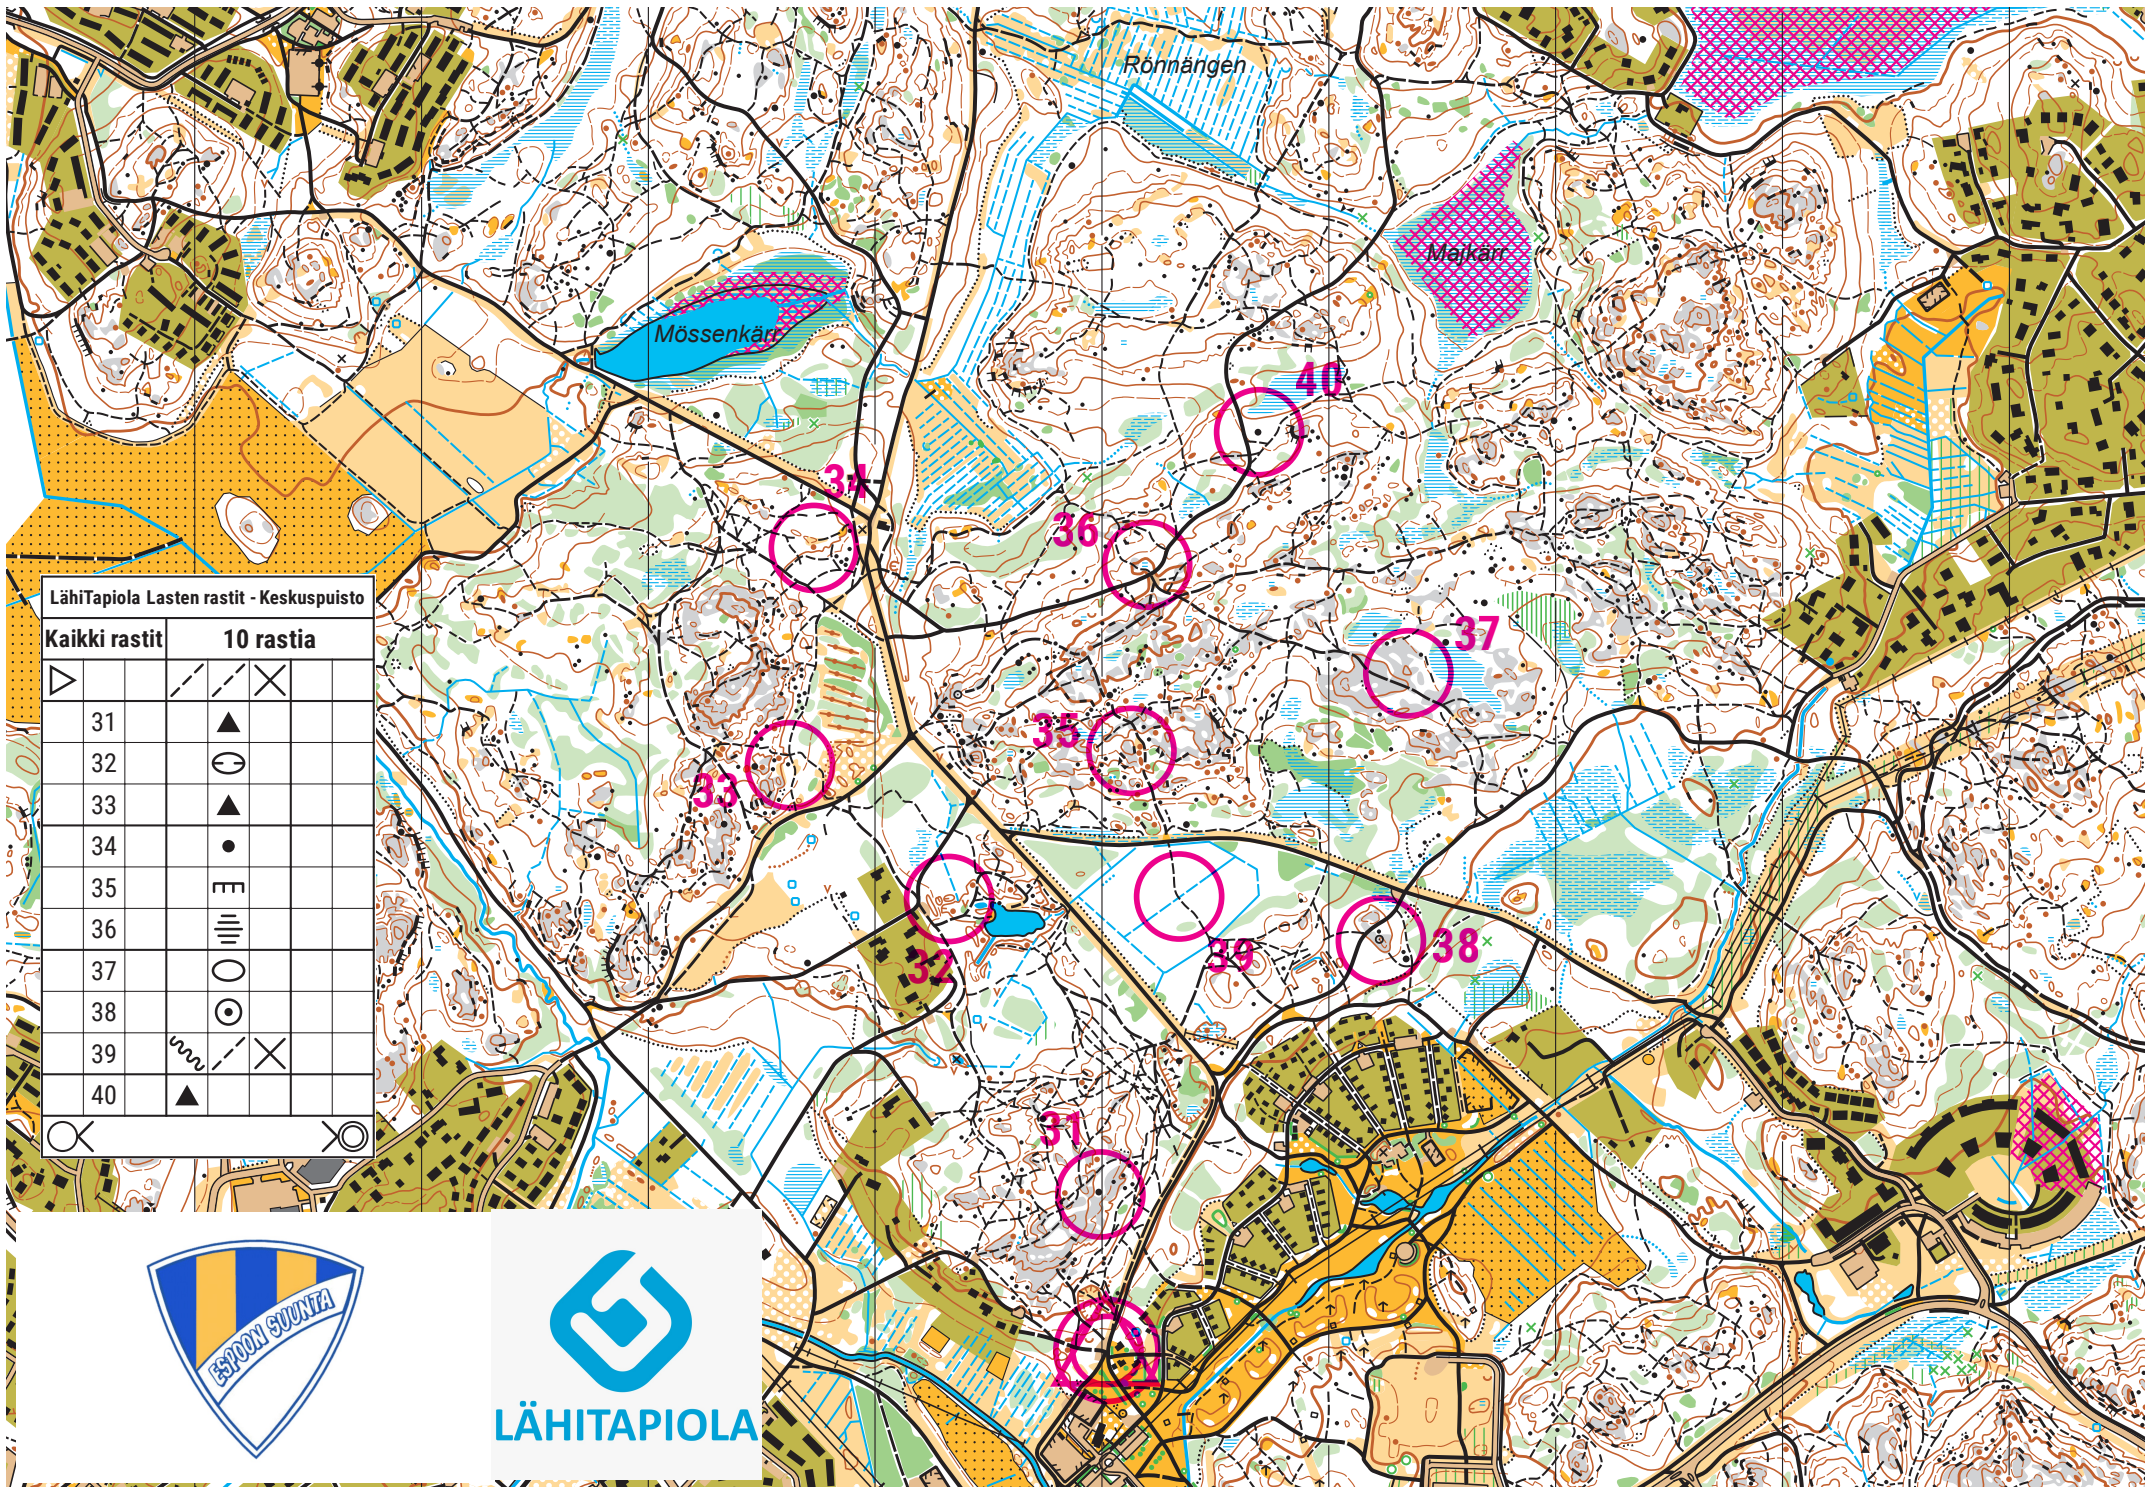 Rönnängen
Majkärr
Mössenkärr
40
34
36
37
35
33
32
39
38
31
LähiTapiola Lasten rastit - Keskuspuisto
Kaikki rastit 10 rastia
31
32
33
34
35
36
37
38
39
40
ESPOON SUUNTA
LÄHITAPIOLA